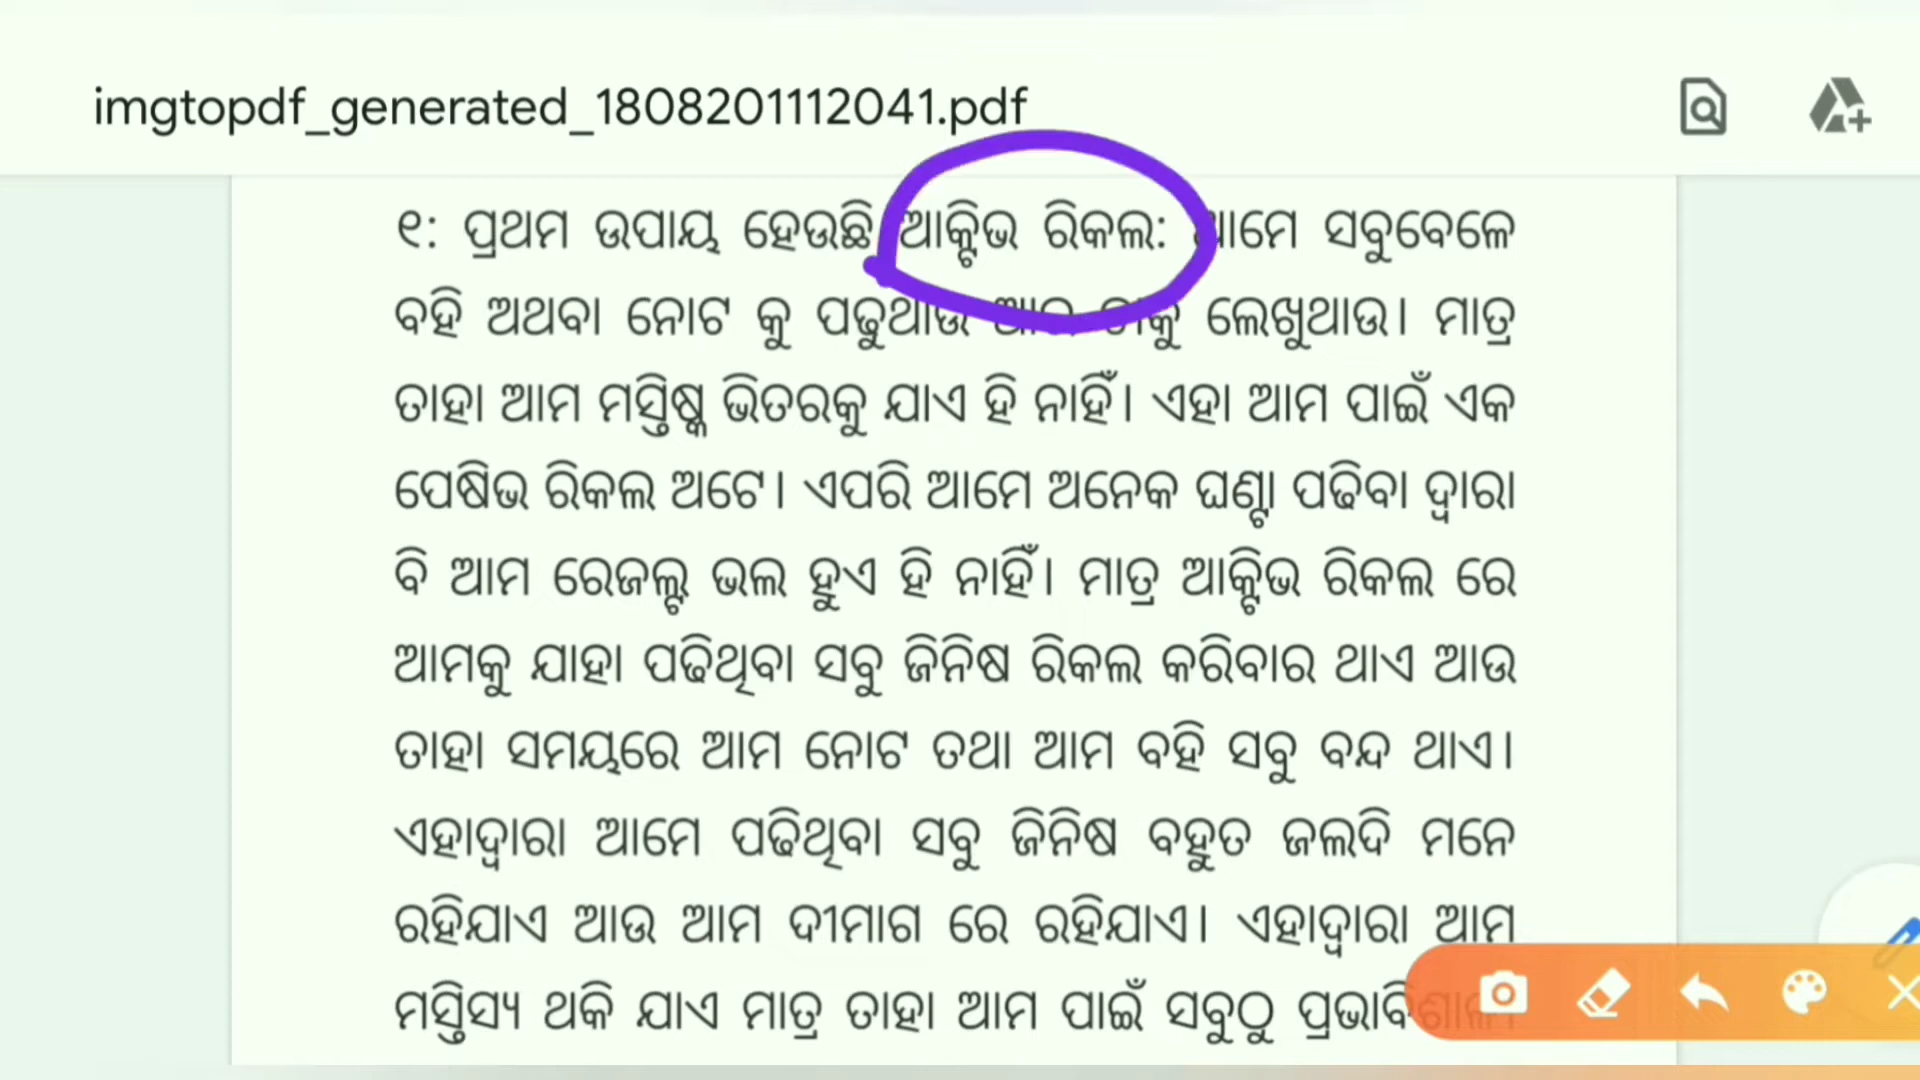 imgtopdf_generated_1808201112041.pdf
୧: ପ୍ରଥମ ଉପାୟ ହେଉଛି ଆକ୍ଟିଭ ରିକଲ: ଆମେ ସବୁବେଳେ
ବହି ଅଥବା ନୋଟ କୁ ପଢୁଥାଉ ଆଉ ତାକୁ ଲେଖୁଥାଉ। ମାତ୍ର
ତାହା ଆମ ମସ୍ତିଷ୍କ ଭିତରକୁ ଯାଏ ହି ନାହିଁ। ଏହା ଆମ ପାଇଁ ଏକ
ପେଷିଭ ରିକଲ ଅଟେ। ଏପରି ଆମେ ଅନେକ ଘଣ୍ଟା ପଢିବା ଦ୍ୱାରା
ବି ଆମ ରେଜଲ୍ଟ ଭଲ ହୁଏ ହି ନାହିଁ। ମାତ୍ର ଆକ୍ଟିଭ ରିକଲ ରେ
ଆମକୁ ଯାହା ପଢିଥିବା ସବୁ ଜିନିଷ ରିକଲ କରିବାର ଥାଏ ଆଉ
ତାହା ସମୟରେ ଆମ ନୋଟ ତଥା ଆମ ବହି ସବୁ ବନ୍ଦ ଥାଏ।
ଏହାଦ୍ୱାରା ଆମେ ପଢିଥିବା ସବୁ ଜିନିଷ ବହୁତ ଜଲଦି ମନେ
ରହିଯାଏ ଆଉ ଆମ ଦୀମାଗ ରେ ରହିଯାଏ। ଏହାଦ୍ୱାରା ଆମ
ମସ୍ତିସ୍ୟ ଥକି ଯାଏ ମାତ୍ର ତାହା ଆମ ପାଇଁ ସବୁଠୁ